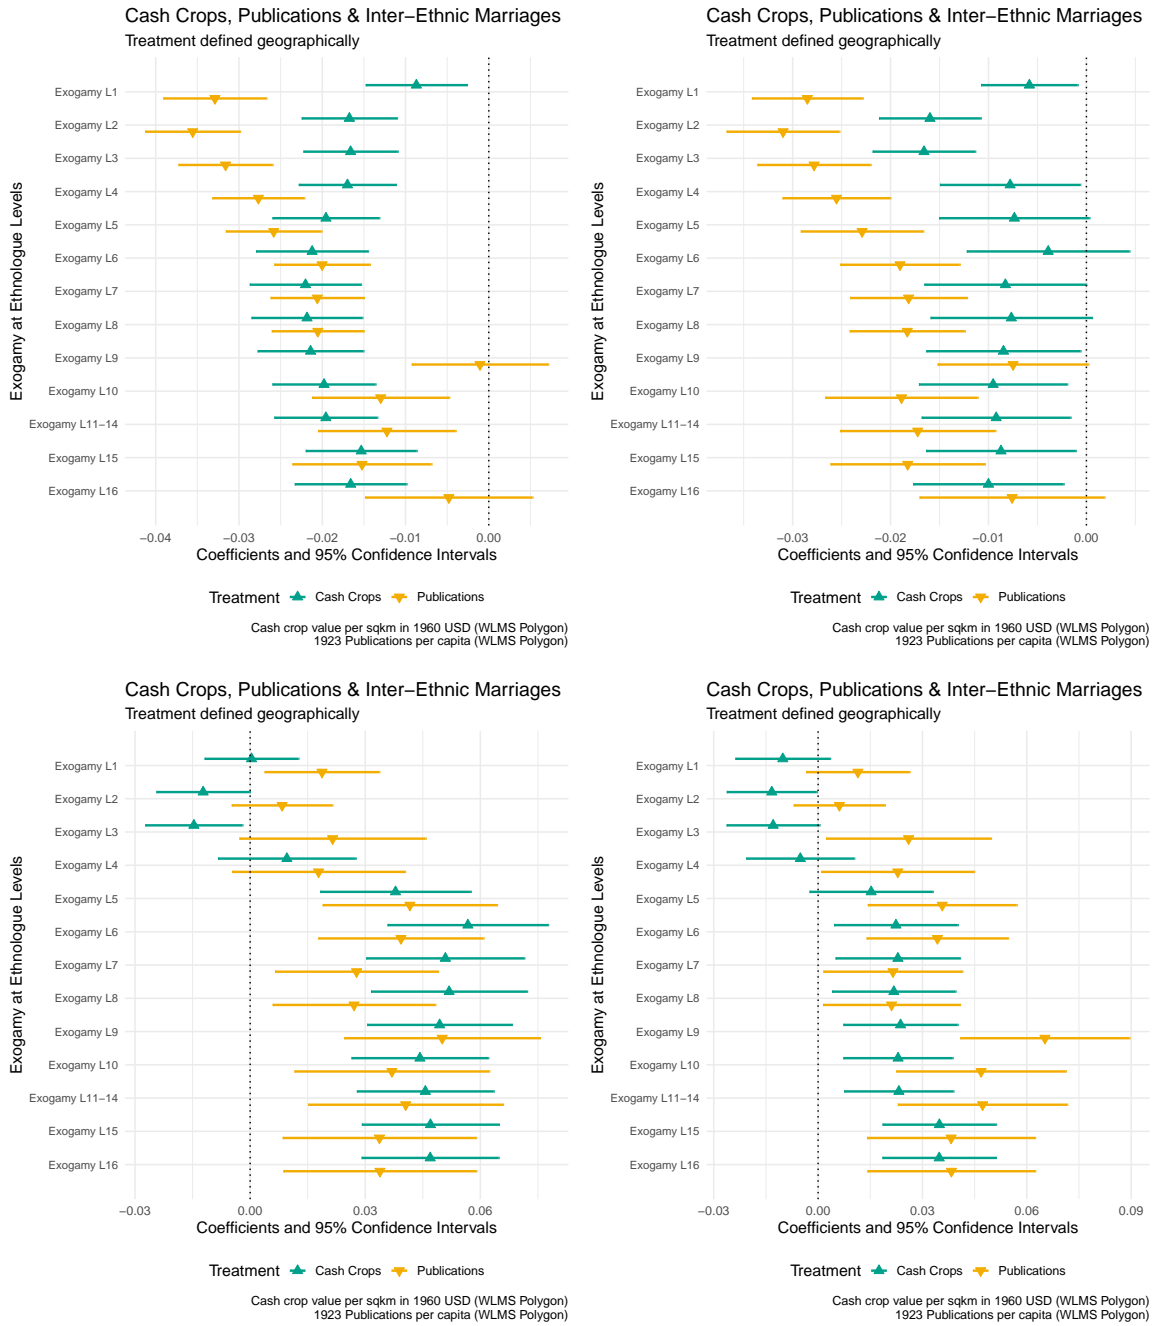 Cash Crops, Publications & Inter−Ethnic Marriages
Treatment defined geographically
Exogamy at Ethnologue Levels
Exogamy L1
Exogamy L2
Exogamy L3
Exogamy L4
Exogamy L5
Exogamy L6
Exogamy L7
Exogamy L8
Exogamy L9
Exogamy L10
Exogamy L11−14
Exogamy L15
Exogamy L16
−0.04 −0.03 −0.02 −0.01 0.00
Coefficients and 95% Confidence Intervals
Treatment Cash Crops Publications
Cash crop value per sqkm in 1960 USD (WLMS Polygon)
1923 Publications per capita (WLMS Polygon)
Cash Crops, Publications & Inter−Ethnic Marriages
Treatment defined geographically
Exogamy at Ethnologue Levels
Exogamy L1
Exogamy L2
Exogamy L3
Exogamy L4
Exogamy L5
Exogamy L6
Exogamy L7
Exogamy L8
Exogamy L9
Exogamy L10
Exogamy L11−14
Exogamy L15
Exogamy L16
−0.03 −0.02 −0.01 0.00
Coefficients and 95% Confidence Intervals
Treatment Cash Crops Publications
Cash crop value per sqkm in 1960 USD (WLMS Polygon)
1923 Publications per capita (WLMS Polygon)
Cash Crops, Publications & Inter−Ethnic Marriages
Treatment defined geographically
Exogamy at Ethnologue Levels
Exogamy L1
Exogamy L2
Exogamy L3
Exogamy L4
Exogamy L5
Exogamy L6
Exogamy L7
Exogamy L8
Exogamy L9
Exogamy L10
Exogamy L11−14
Exogamy L15
Exogamy L16
−0.03 0.00 0.03 0.06
Coefficients and 95% Confidence Intervals
Treatment Cash Crops Publications
Cash crop value per sqkm in 1960 USD (WLMS Polygon)
1923 Publications per capita (WLMS Polygon)
Cash Crops, Publications & Inter−Ethnic Marriages
Treatment defined geographically
Exogamy at Ethnologue Levels
Exogamy L1
Exogamy L2
Exogamy L3
Exogamy L4
Exogamy L5
Exogamy L6
Exogamy L7
Exogamy L8
Exogamy L9
Exogamy L10
Exogamy L11−14
Exogamy L15
Exogamy L16
−0.03 0.00 0.03 0.06 0.09
Coefficients and 95% Confidence Intervals
Treatment Cash Crops Publications
Cash crop value per sqkm in 1960 USD (WLMS Polygon)
1923 Publications per capita (WLMS Polygon)